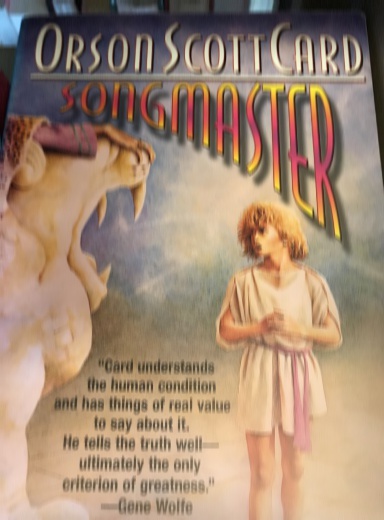 ORSON SCOTT CARD
SONGMASTER
"Card understands
the human condition
and has things of real value
to say about it.
He tells the truth well—
ultimately the only
criterion of greatness."
—Gene Wolfe